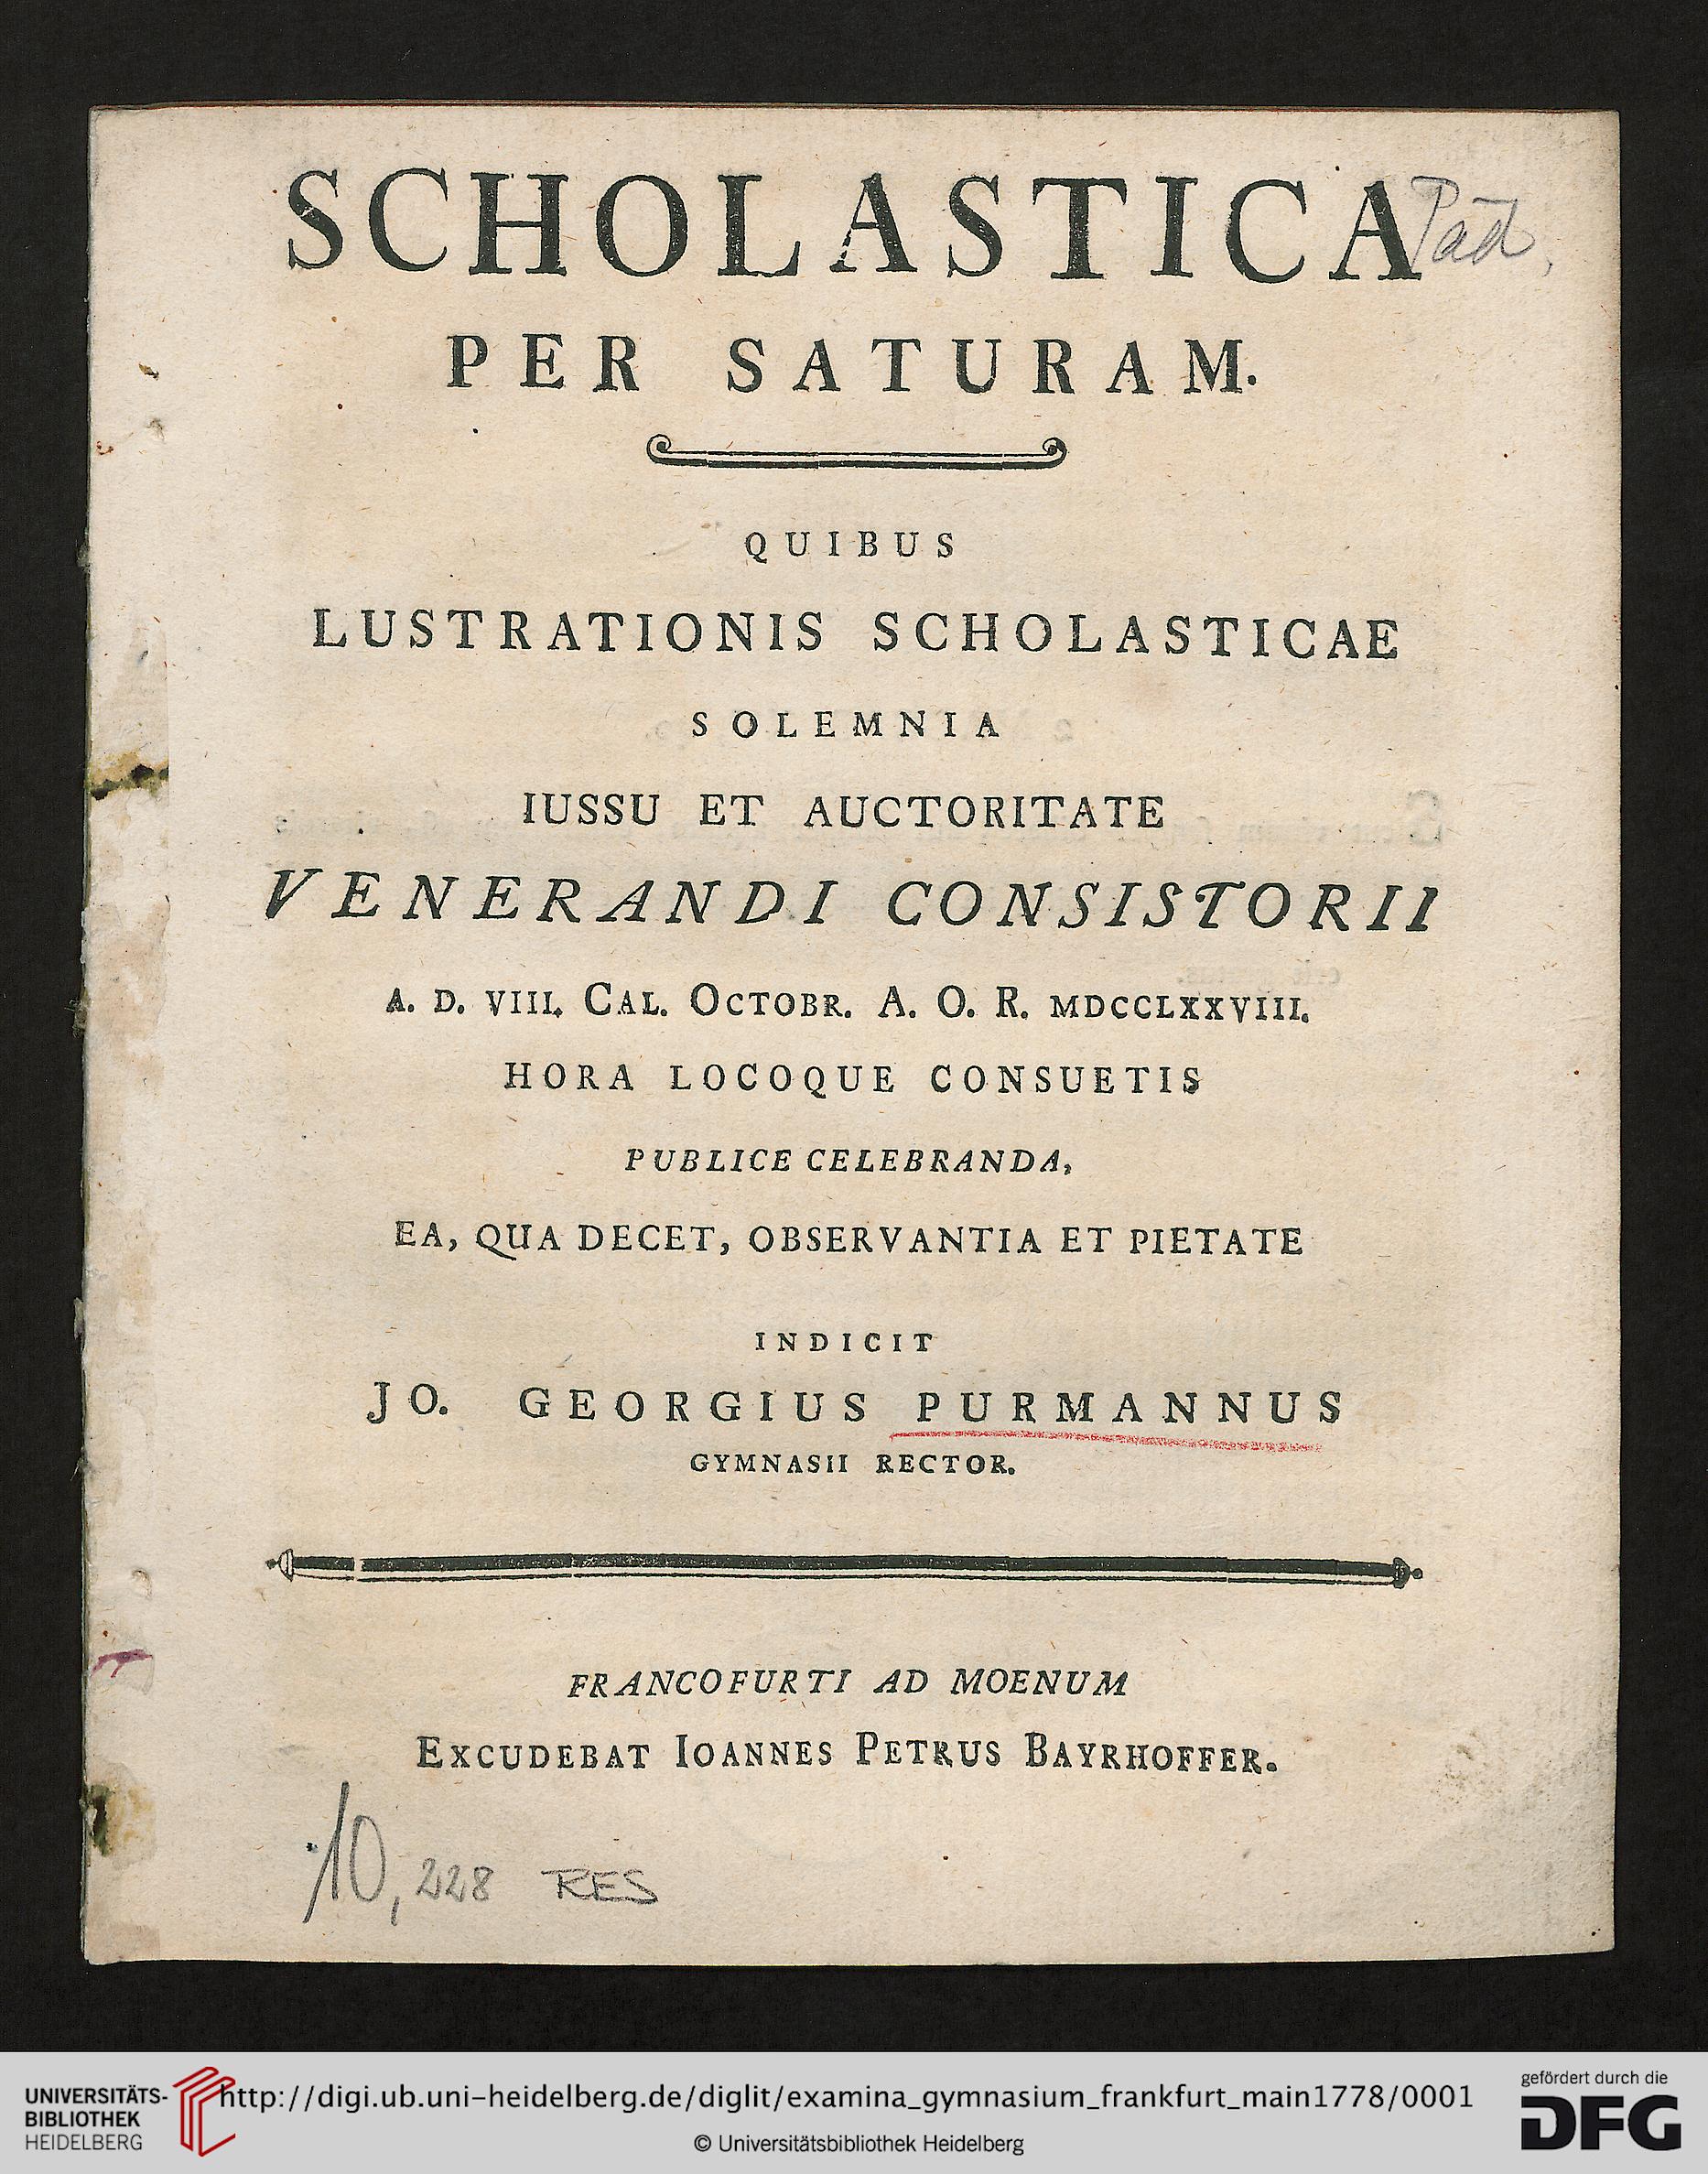 SCHOLASTICA
Päd,
PER SATURAM.
QUIBUS
LUSTRATIONIS SCHOLASTICAE
SOLEMNIA
IUSSU ET AUCTORITATE
VENERANDI CONSISTORII
A. D. VIII. CAL. OCTOBR. A. O. R. MDCCLXXVIII.
HORA LOCOQUE CONSUETIS
PUBLICE CELEBRANDA,
EA, QUA DECET, OBSERVANTIA ET PIETATE
INDICIT
JO. GEORGIUS PURMANNUS
GYMNASII RECTOR.
FRANCOFURTI AD MOENUM
EXCUDEBAT IOANNES PETRUS BAYRHOFFER.
10,228 RES
UNIVERSITÄTS-
BIBLIOTHEK
HEIDELBERG
http://digi.ub.uni-heidelberg.de/diglit/examina_gymnasium_frankfurt_main1778/0001
© Universitätsbibliothek Heidelberg
gefördert durch die
DFG